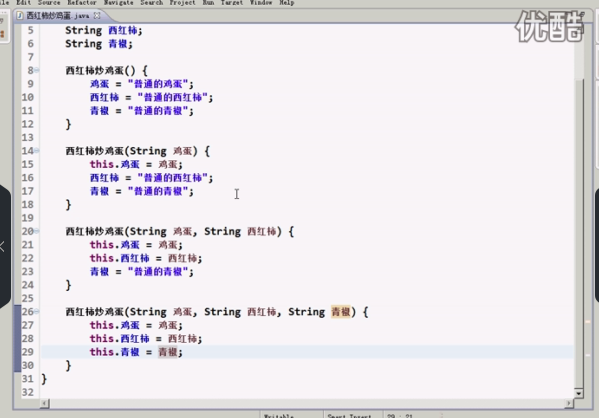 File Edit Source Refactor Navigate Search Project Run Target Window Help
西红柿炒鸡蛋.java
优酷
5 String 西红柿;
6 String 青椒;
7
8 西红柿炒鸡蛋() {
9 鸡蛋 = "普通的鸡蛋";
10 西红柿 = "普通的西红柿";
11 青椒 = "普通的青椒";
12 }
13
14 西红柿炒鸡蛋(String 鸡蛋) {
15 this.鸡蛋 = 鸡蛋;
16 西红柿 = "普通的西红柿";
17 青椒 = "普通的青椒";
18 }
19
20 西红柿炒鸡蛋(String 鸡蛋, String 西红柿) {
21 this.鸡蛋 = 鸡蛋;
22 this.西红柿 = 西红柿;
23 青椒 = "普通的青椒";
24 }
25
26 西红柿炒鸡蛋(String 鸡蛋, String 西红柿, String 青椒) {
27 this.鸡蛋 = 鸡蛋;
28 this.西红柿 = 西红柿;
29 this.青椒 = 青椒;
30 }
31 }
32
Writable Smart Insert 29 : 21